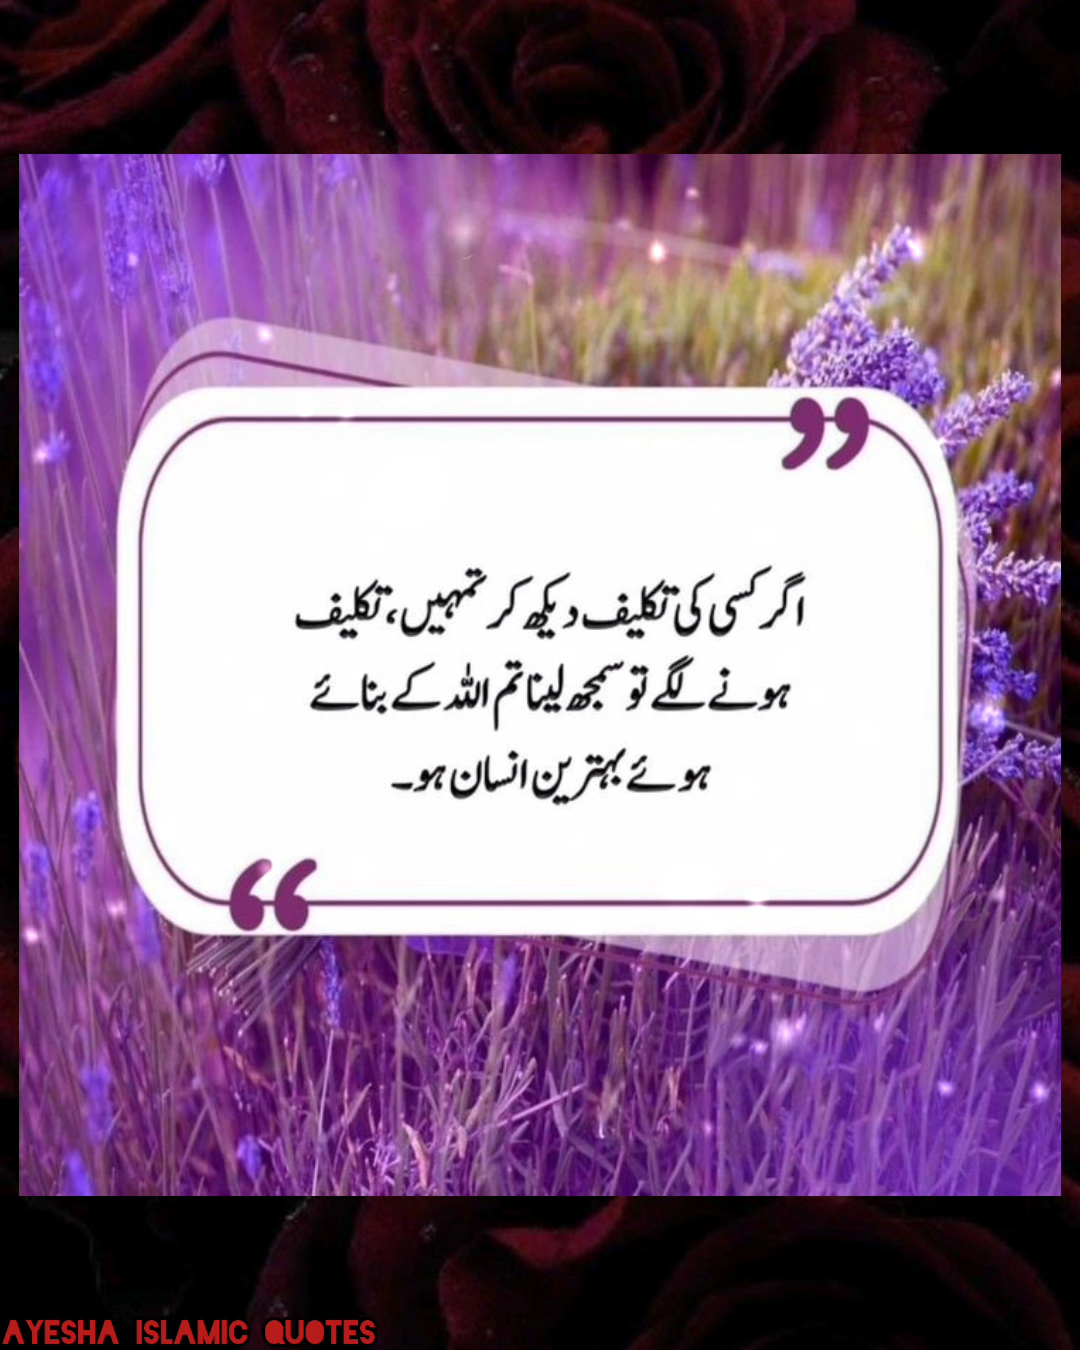 اگر کسی کی تکلیف دیکھ کر تمہیں، تکلیف
ہونے لگے تو سمجھ لینا تم اللہ کے بنائے
ہوئے بہترین انسان ہو۔
AYESHA ISLAMIC QUOTES